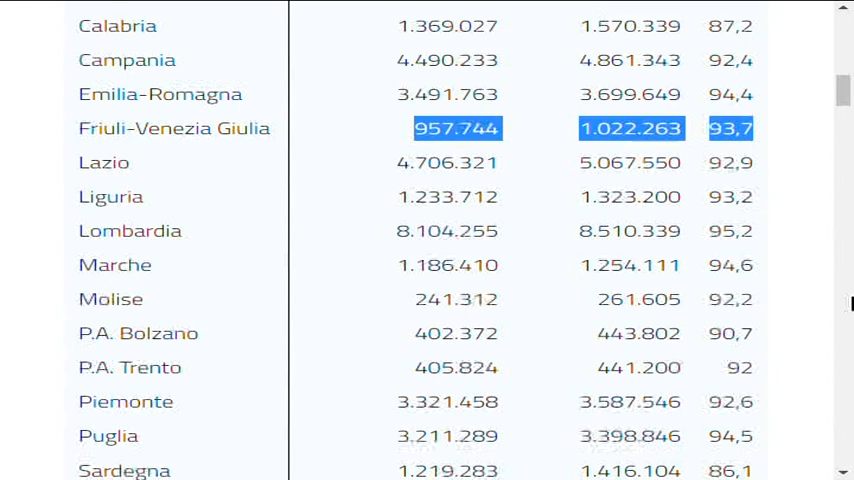 Calabria 1.369.027 1.570.339 87,2
Campania 4.490.233 4.861.343 92,4
Emilia-Romagna 3.491.763 3.699.649 94,4
Friuli-Venezia Giulia 957.744 1.022.263 93,7
Lazio 4.706.321 5.067.550 92,9
Liguria 1.233.712 1.323.200 93,2
Lombardia 8.104.255 8.510.339 95,2
Marche 1.186.410 1.254.111 94,6
Molise 241.312 261.605 92,2
P.A. Bolzano 402.372 443.802 90,7
P.A. Trento 405.824 441.200 92
Piemonte 3.321.458 3.587.546 92,6
Puglia 3.211.289 3.398.846 94,5
Sardegna 1.219.283 1.416.104 86,1